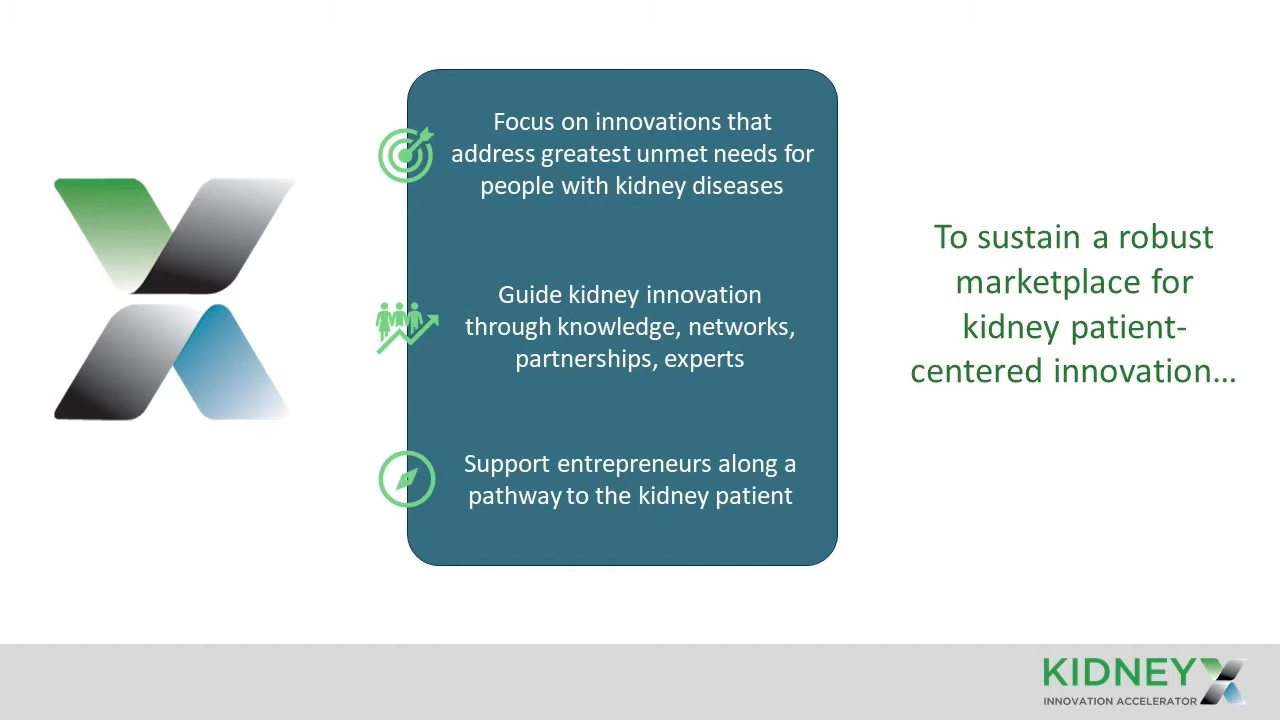 Focus on innovations that
address greatest unmet needs for
people with kidney diseases
Guide kidney innovation
through knowledge, networks,
partnerships, experts
Support entrepreneurs along a
pathway to the kidney patient
To sustain a robust
marketplace for
kidney patient-
centered innovation...
KIDNEYX
INNOVATION ACCELERATOR